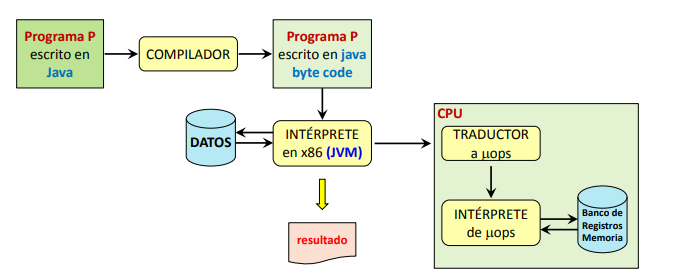 Programa P
escrito en
Java
COMPILADOR
Programa P
escrito en java
byte code
DATOS
INTÉRPRETE
en x86 (JVM)
resultado
CPU
TRADUCTOR
a μops
INTÉRPRETE
de μops
Banco de
Registros
Memoria